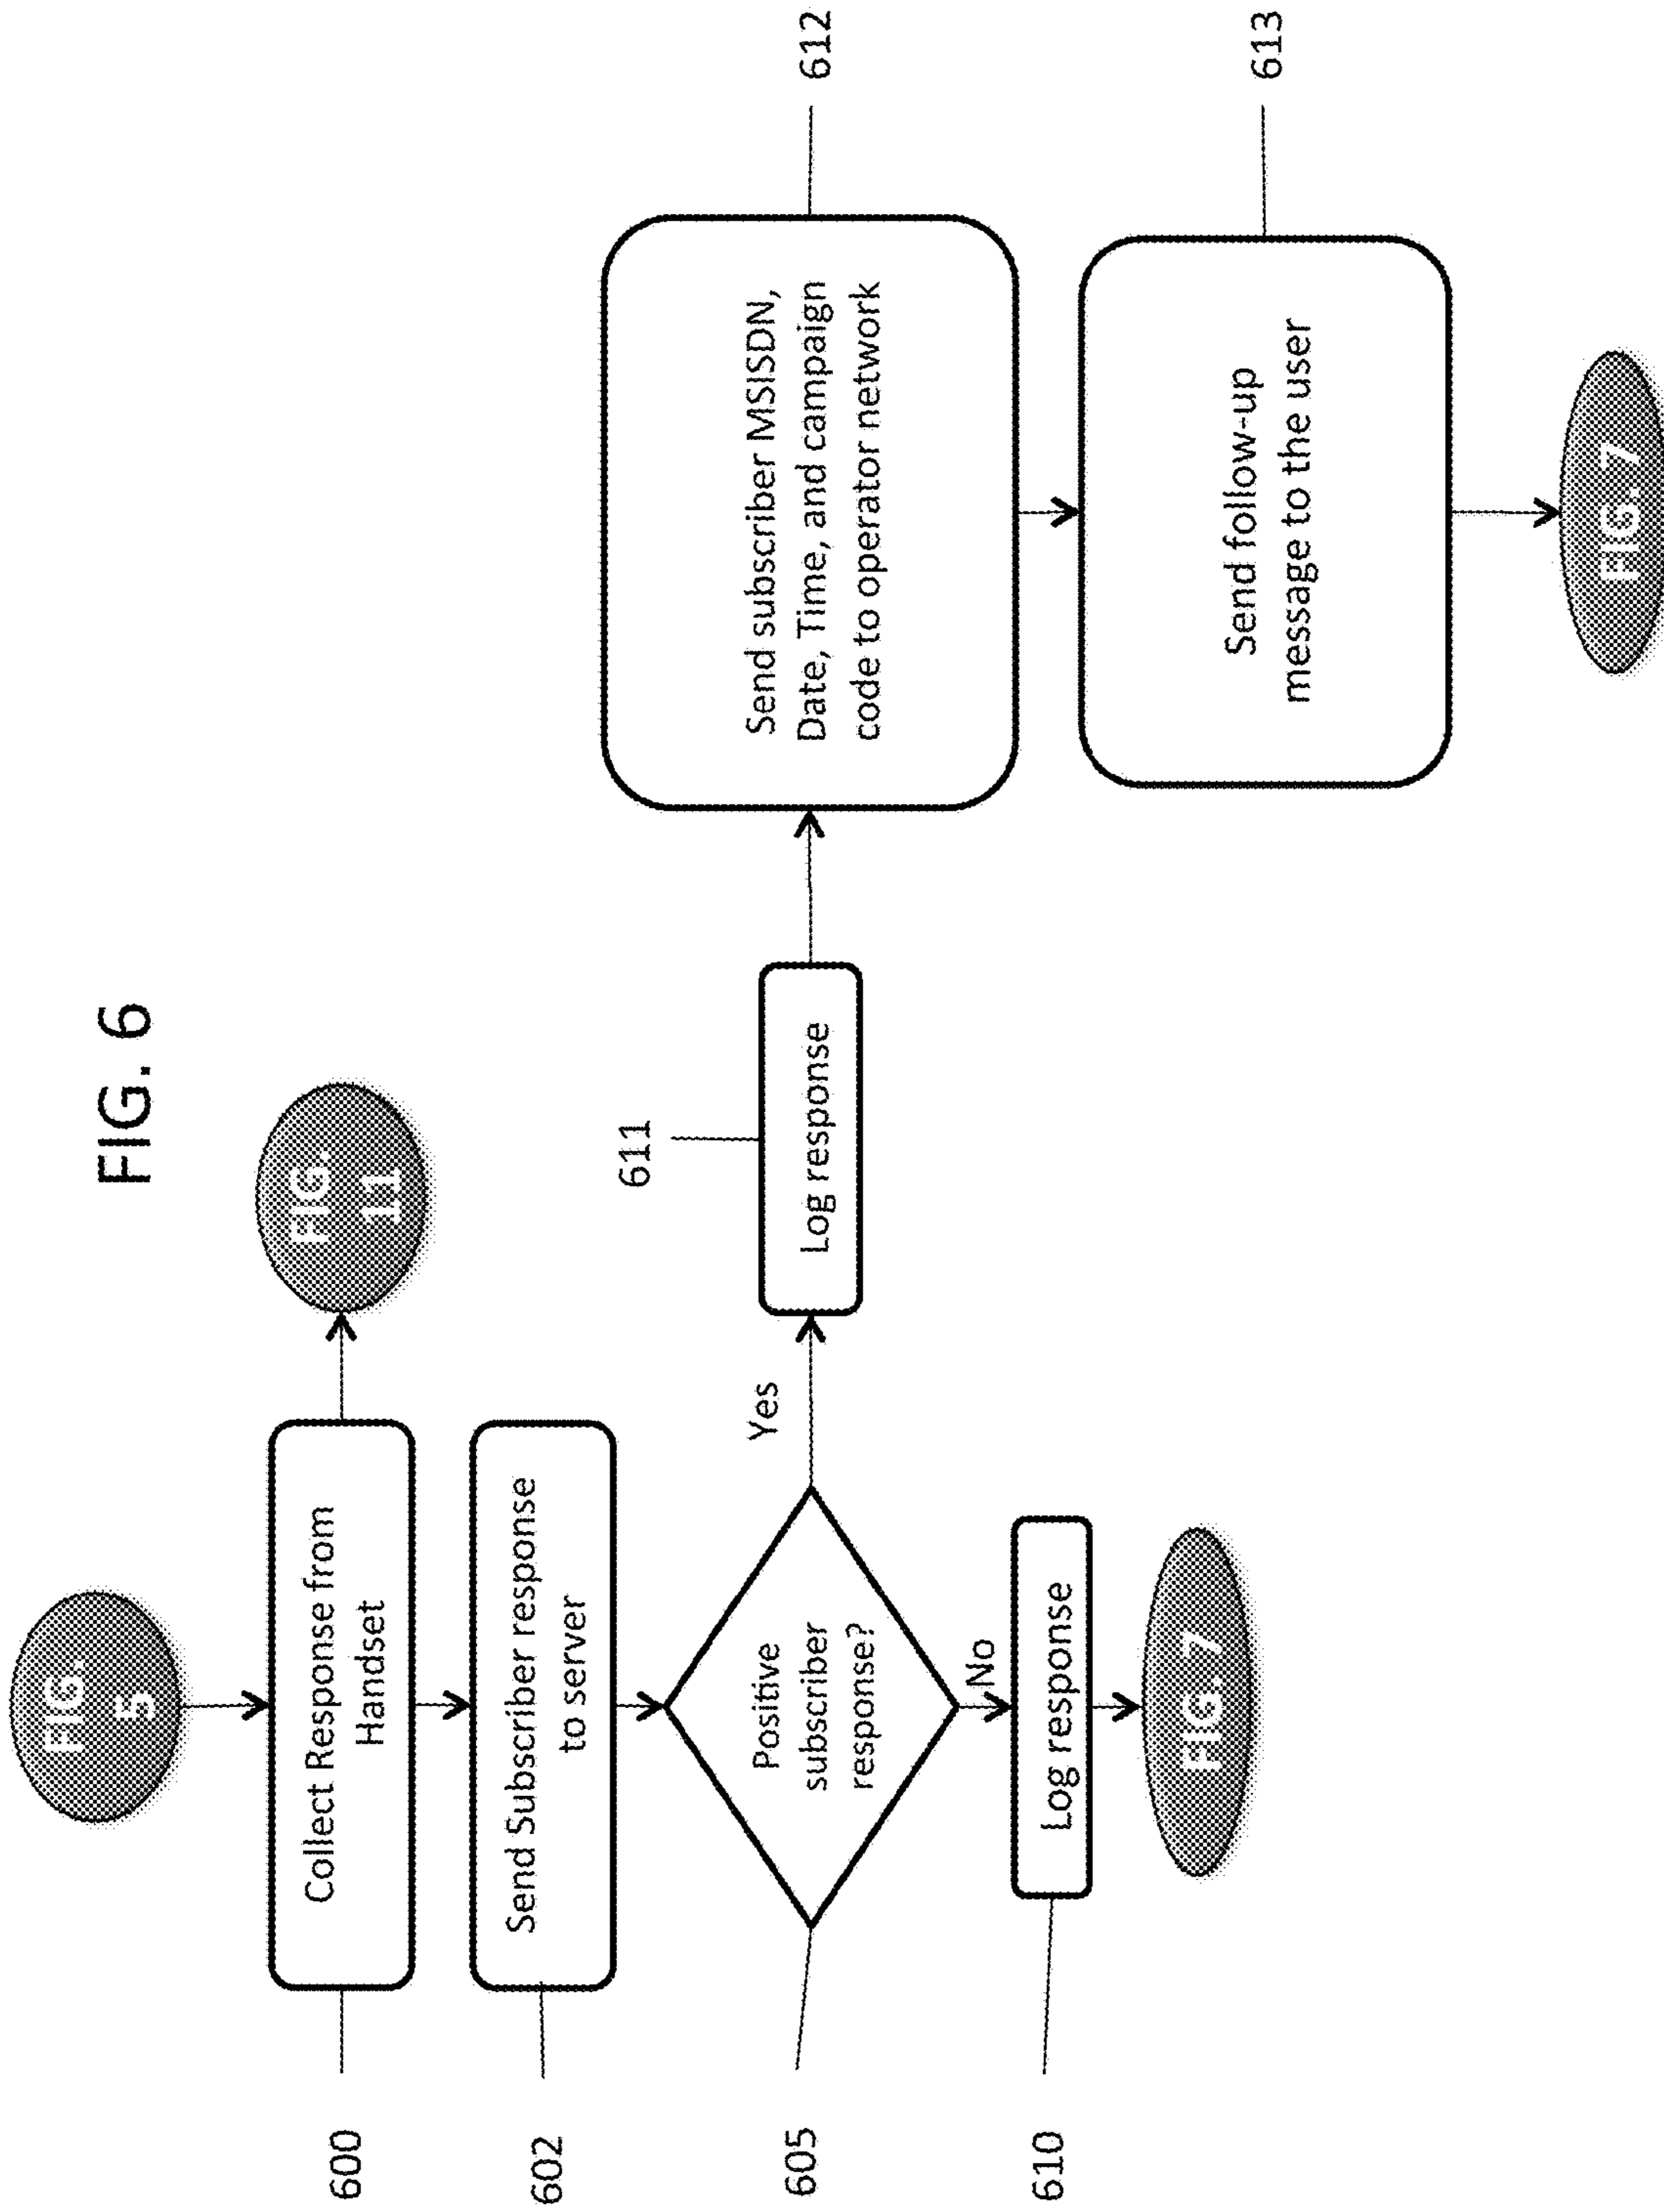 FIG. 6
FIG.
5
600
Collect Response from
Handset
FIG.
11
602
Send Subscriber response
to server
605
Positive
subscriber
response?
Yes
611
Log response
612
Send subscriber MSISDN,
Date, Time, and campaign
code to operator network
No
610
Log response
613
Send follow-up
message to the user
FIG. 7
FIG. 7